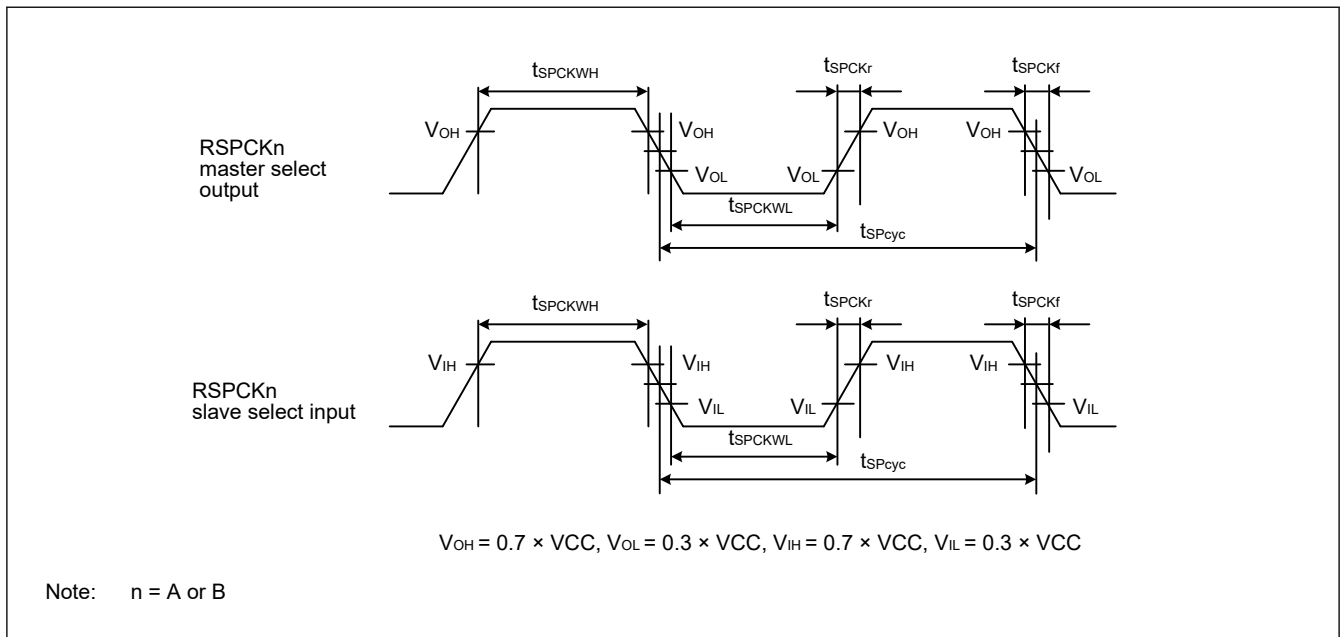 tSPCKWH
tSPCKr
tSPCKf
VOH
VOH
VOH
VOH
RSPCKn
master select
output
VOL
VOL
VOL
tSPCKWL
tSPcyc
tSPCKWH
tSPCKr
tSPCKf
VIH
VIH
VIH
VIH
RSPCKn
slave select input
VIL
VIL
VIL
tSPCKWL
tSPcyc
VOH = 0.7 × VCC, VOL = 0.3 × VCC, VIH = 0.7 × VCC, VIL = 0.3 × VCC
Note: n = A or B